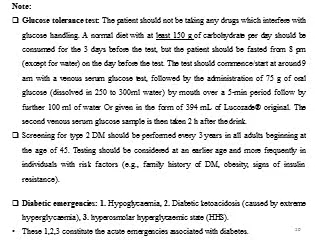 Note:
❑ Glucose tolerance test: The patient should not be taking any drugs which interfere with
glucose handling. A normal diet with at least 150 g of carbohydrate per day should be
consumed for the 3 days before the test, but the patient should be fasted from 8 pm
(except for water) on the day before the test. The test should commence/start at around 9
am with a venous serum glucose test, followed by the administration of 75 g of oral
glucose (dissolved in 250 to 300ml water) by mouth over a 5-min period follow by
further 100 ml of water Or given in the form of 394 mL of Lucozade® original. The
second venous serum glucose sample is then taken 2 h after the drink.
❑ Screening for type 2 DM should be performed every 3 years in all adults beginning at
the age of 45. Testing should be considered at an earlier age and more frequently in
individuals with risk factors (e.g., family history of DM, obesity, signs of insulin
resistance).
❑ Diabetic emergencies: 1. Hypoglycaemia, 2. Diabetic ketoacidosis (caused by extreme
hyperglycaemia), 3. hyperosmolar hyperglycaemic state (HHS).
• These 1,2,3 constitute the acute emergencies associated with diabetes.